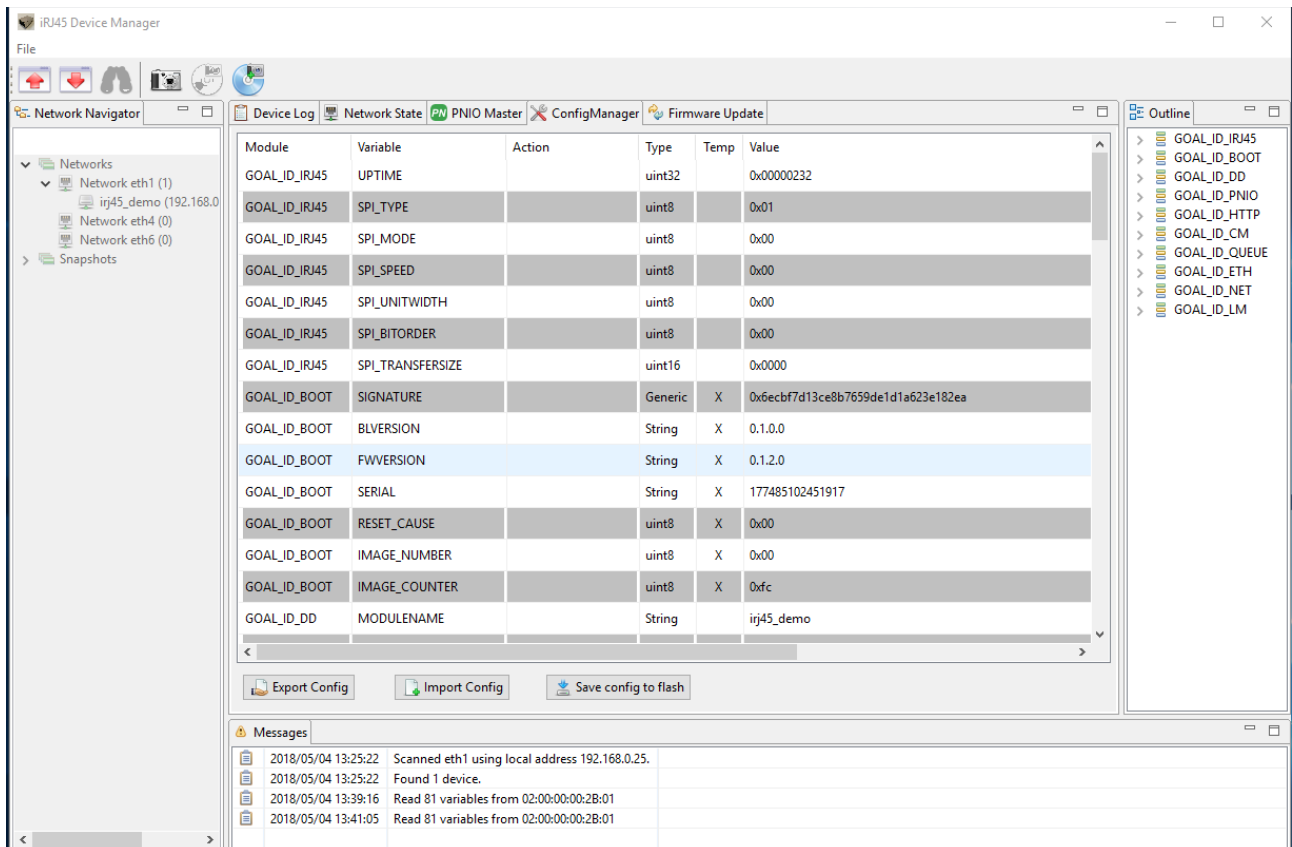 iRJ45 Device Manager
File
Network Navigator
Networks
Network eth1 (1)
irj45_demo (192.168.0
Network eth4 (0)
Network eth6 (0)
Snapshots
Device Log Network State PN PNIO Master ConfigManager Firmware Update
Module Variable Action Type Temp Value
GOAL_ID_IRJ45 UPTIME uint32 0x00000232
GOAL_ID_IRJ45 SPI_TYPE uint8 0x01
GOAL_ID_IRJ45 SPI_MODE uint8 0x00
GOAL_ID_IRJ45 SPI_SPEED uint8 0x00
GOAL_ID_IRJ45 SPI_UNITWIDTH uint8 0x00
GOAL_ID_IRJ45 SPI_BITORDER uint8 0x00
GOAL_ID_IRJ45 SPI_TRANSFERSIZE uint16 0x0000
GOAL_ID_BOOT SIGNATURE Generic X 0x6ecbf7d13ce8b7659de1d1a623e182ea
GOAL_ID_BOOT BLVERSION String X 0.1.0.0
GOAL_ID_BOOT FWVERSION String X 0.1.2.0
GOAL_ID_BOOT SERIAL String X 177485102451917
GOAL_ID_BOOT RESET_CAUSE uint8 X 0x00
GOAL_ID_BOOT IMAGE_NUMBER uint8 X 0x00
GOAL_ID_BOOT IMAGE_COUNTER uint8 X 0xfc
GOAL_ID_DD MODULENAME String irj45_demo
Export Config Import Config Save config to flash
Outline
GOAL_ID_IRJ45
GOAL_ID_BOOT
GOAL_ID_DD
GOAL_ID_PNIO
GOAL_ID_HTTP
GOAL_ID_CM
GOAL_ID_QUEUE
GOAL_ID_ETH
GOAL_ID_NET
GOAL_ID_LM
Messages
2018/05/04 13:25:22 Scanned eth1 using local address 192.168.0.25.
2018/05/04 13:25:22 Found 1 device.
2018/05/04 13:39:16 Read 81 variables from 02:00:00:00:2B:01
2018/05/04 13:41:05 Read 81 variables from 02:00:00:00:2B:01